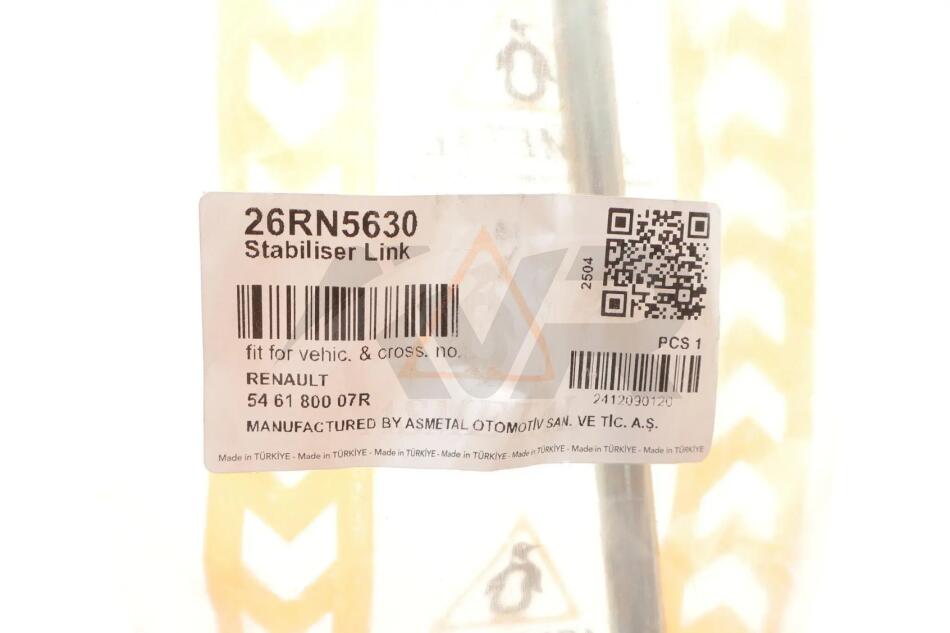 26RN5630
Stabiliser Link
2504
fit for vehic. & cross. no.
PCS 1
RENAULT
54 61 800 07R
2412090120
MANUFACTURED BY ASMETAL OTOMOTİV SAN. VE TİC. A.Ş.
Made in TÜRKİYE - Made in TÜRKİYE - Made in TÜRKİYE - Made in TÜRKİYE - Made in TÜRKİYE - Made in TÜRKİYE - Made in TÜRKİYE